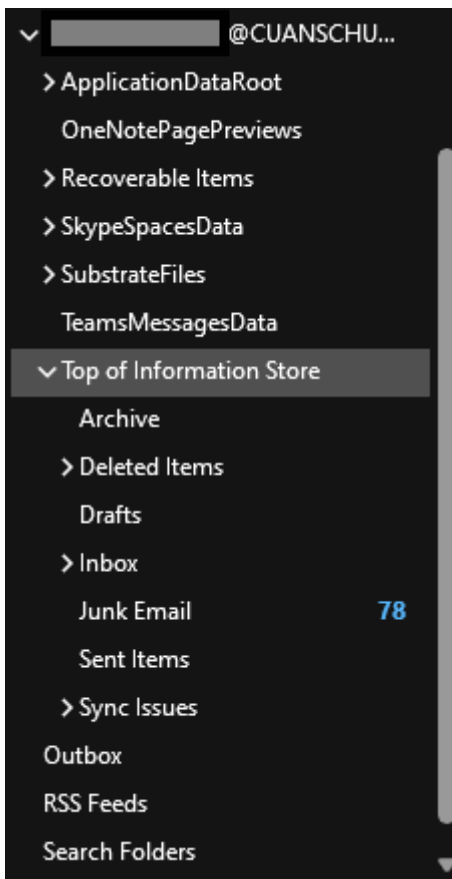 @CUANSCHU...
ApplicationDataRoot
OneNotePagePreviews
Recoverable Items
SkypeSpacesData
SubstrateFiles
TeamsMessagesData
Top of Information Store
Archive
Deleted Items
Drafts
Inbox
Junk Email 78
Sent Items
Sync Issues
Outbox
RSS Feeds
Search Folders